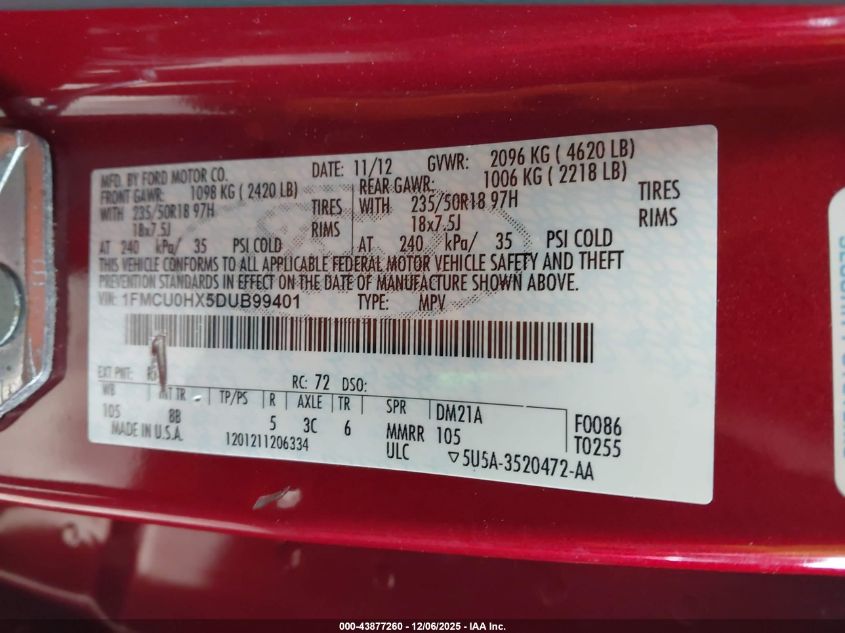 MFD. BY FORD MOTOR CO. DATE: 11/12 GVWR: 2096 KG ( 4620 LB)
FRONT GAWR: 1098 KG ( 2420 LB) REAR GAWR: 1006 KG ( 2218 LB)
WITH 235/50R18 97H TIRES WITH 235/50R18 97H TIRES
18x7.5J RIMS 18x7.5J RIMS
AT 240 kPa/ 35 PSI COLD AT 240 kPa/ 35 PSI COLD
THIS VEHICLE CONFORMS TO ALL APPLICABLE FEDERAL MOTOR VEHICLE SAFETY AND THEFT
PREVENTION STANDARDS IN EFFECT ON THE DATE OF MANUFACTURE SHOWN ABOVE.
VIN: 1FMCU0HX5DUB99401 TYPE: MPV
EXT PNT: RC: 72 DSO:
WB INT TR TP/PS R AXLE TR SPR DM21A F0086
105 8B 5 3C 6 MMRR 105 T0255
MADE IN U.S.A. 1201211206334 ULC ▽5U5A-3520472-AA
000-43877260 - 12/06/2025 - IAA Inc.